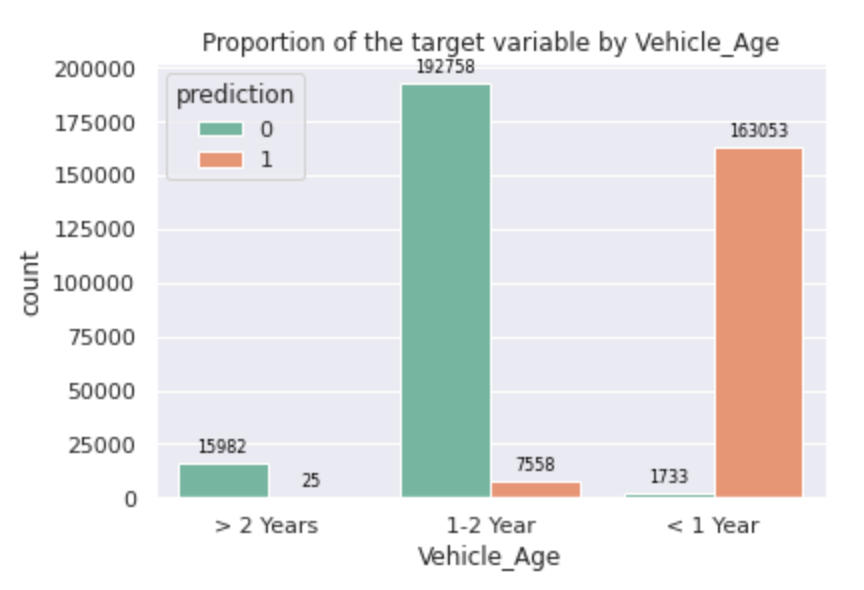 Proportion of the target variable by Vehicle_Age
200000
175000
150000
125000
100000
75000
50000
25000
0
count
prediction
0
1
15982
25
192758
7558
1733
163053
> 2 Years
1-2 Year
< 1 Year
Vehicle_Age